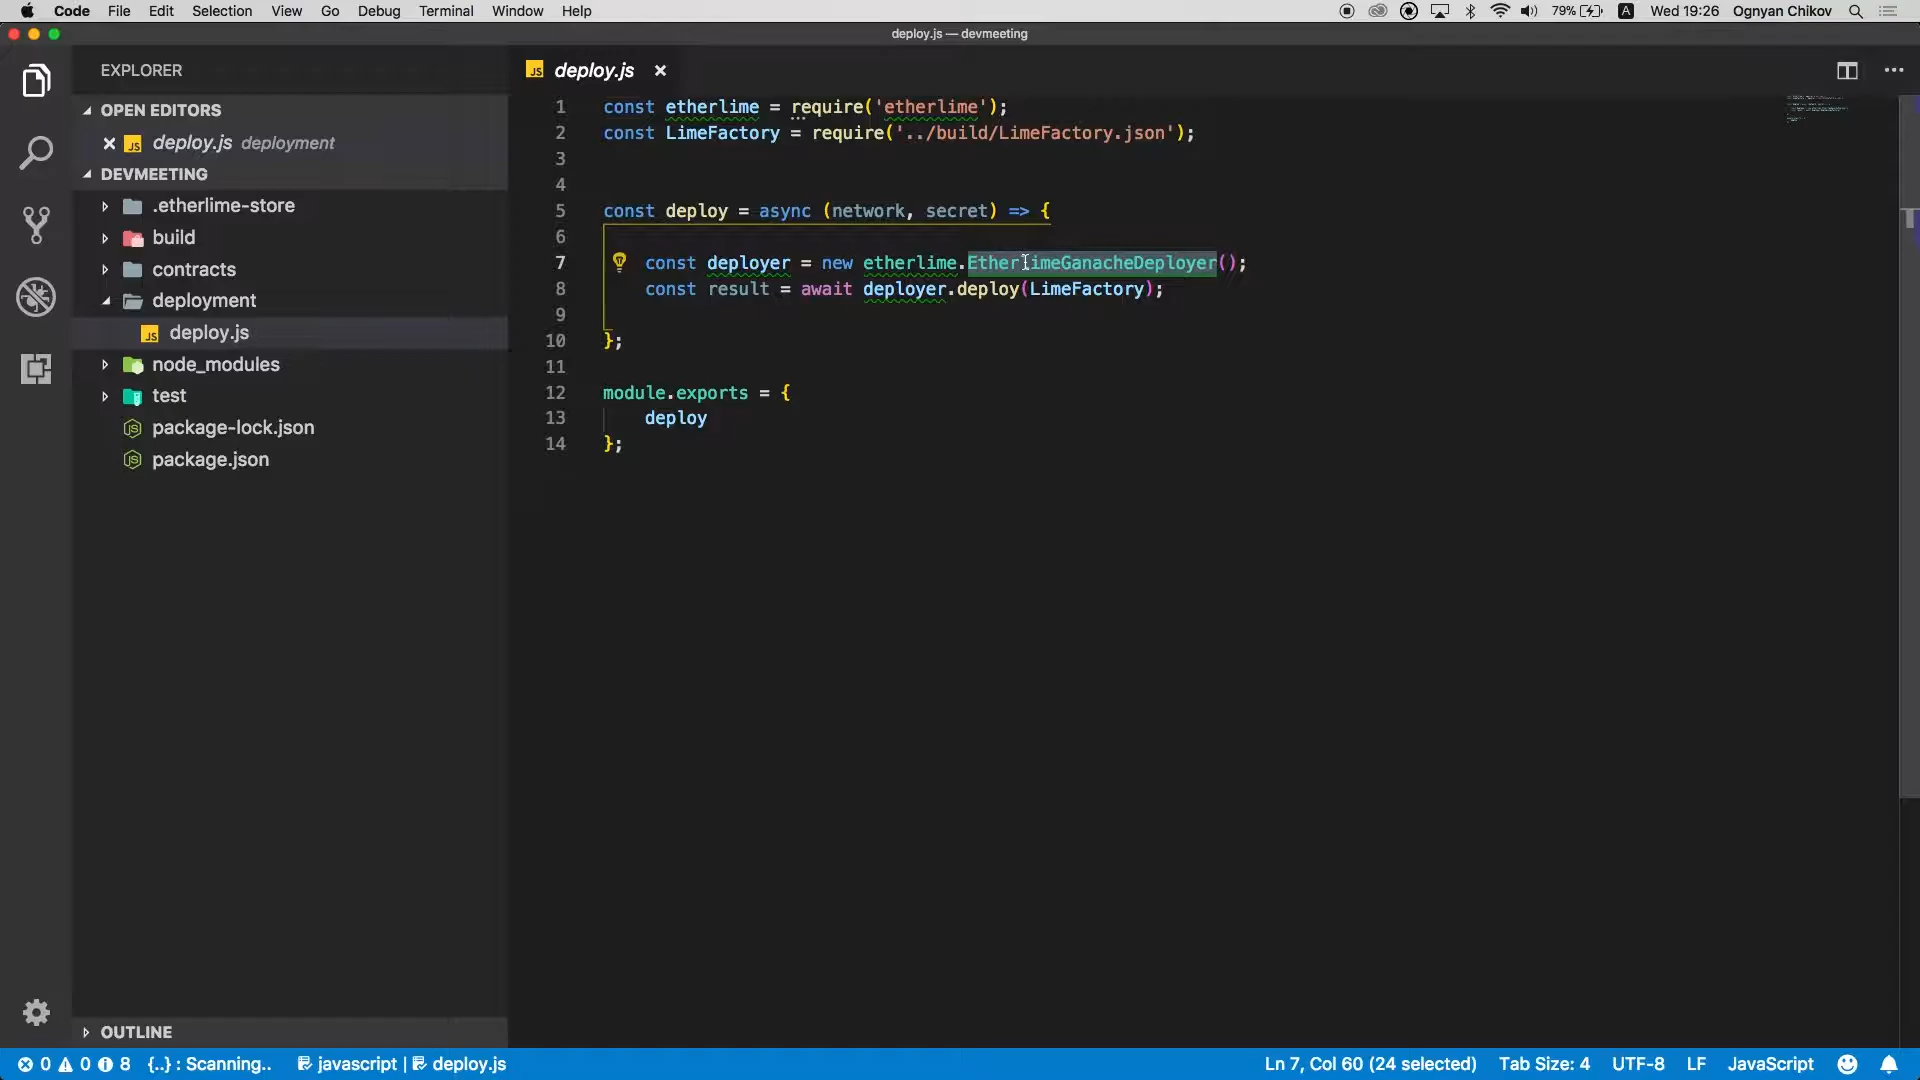 Code File Edit Selection View Go Debug Terminal Window Help 79% A Wed 19:26 Ognyan Chikov
deploy.js — devmeeting
EXPLORER
OPEN EDITORS
JS deploy.js deployment
DEVMEETING
.etherlime-store
build
contracts
deployment
JS deploy.js
node_modules
test
package-lock.json
package.json
OUTLINE
JS deploy.js
1 const etherlime = require('etherlime');
2 const LimeFactory = require('../build/LimeFactory.json');
3
4
5 const deploy = async (network, secret) => {
6
7 const deployer = new etherlime.EtherlimeGanacheDeployer();
8 const result = await deployer.deploy(LimeFactory);
9
10 };
11
12 module.exports = {
13 deploy
14 };
0 0 8 {..} : Scanning.. javascript | deploy.js Ln 7, Col 60 (24 selected) Tab Size: 4 UTF-8 LF JavaScript